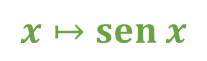 x ↦ sen x